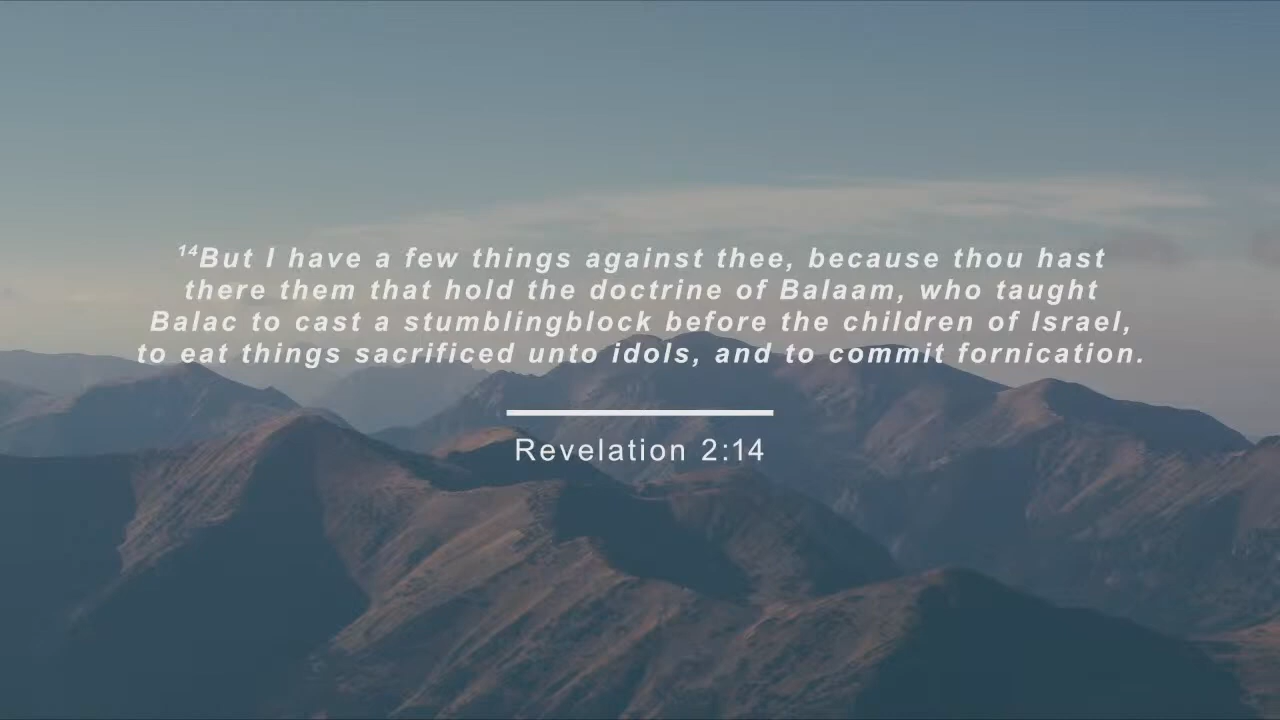 ¹⁴But I have a few things against thee, because thou hast
there them that hold the doctrine of Balaam, who taught
Balac to cast a stumblingblock before the children of Israel,
to eat things sacrificed unto idols, and to commit fornication.
Revelation 2:14